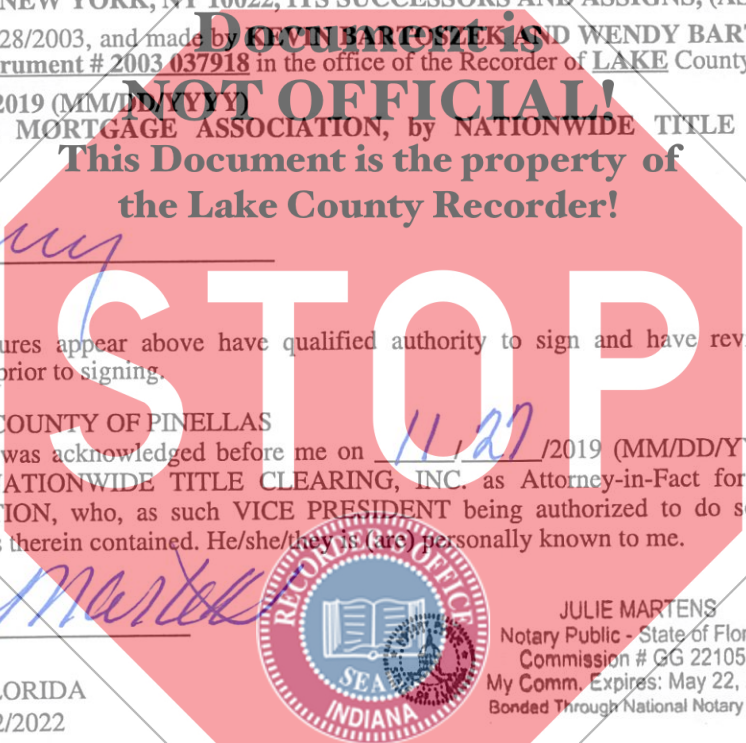 NEW YORK, NY 10022, ITS SUCCESSORS AND ASSIGNS, (AS
28/2003, and made by KEVIN BARTOSZEK AND WENDY BART
Document is
rument # 2003 037918 in the office of the Recorder of LAKE County
2019 (MM/DD/YYYY)
NOT OFFICIAL!
MORTGAGE ASSOCIATION, by NATIONWIDE TITLE
This Document is the property of
the Lake County Recorder!
STOP
ures appear above have qualified authority to sign and have rev
prior to signing.
COUNTY OF PINELLAS
was acknowledged before me on 11/27/2019 (MM/DD/YY
NATIONWIDE TITLE CLEARING, INC. as Attorney-in-Fact for
TION, who, as such VICE PRESIDENT being authorized to do so
s therein contained. He/she/they is (are) personally known to me.
Martens
RECORDER'S OFFICE
SEAL
INDIANA
JULIE MARTENS
Notary Public - State of Flor
Commission # GG 22105
My Comm. Expires: May 22,
Bonded Through National Notary
LORIDA
2/2022